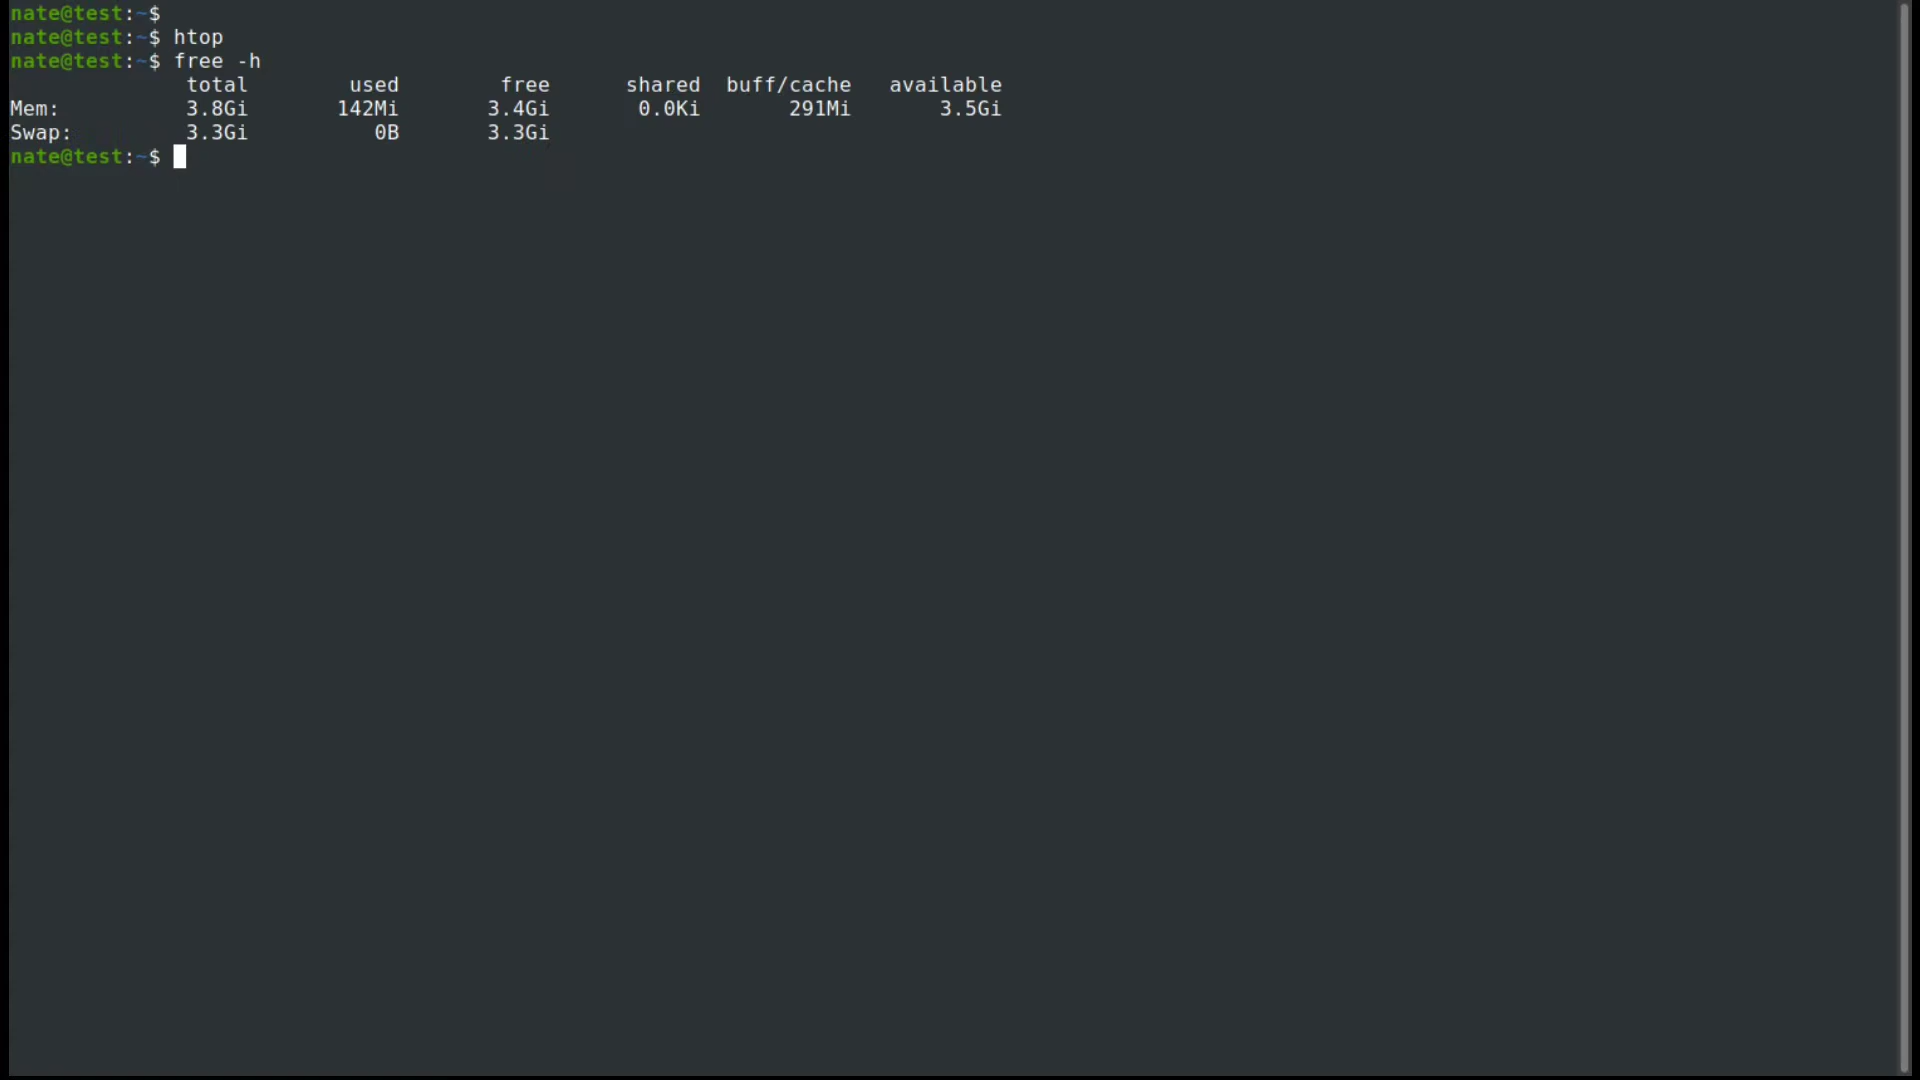 nate@test:~$
nate@test:~$ htop
nate@test:~$ free -h
              total        used        free      shared  buff/cache   available
Mem:          3.8Gi       142Mi       3.4Gi       0.0Ki       291Mi       3.5Gi
Swap:         3.3Gi          0B       3.3Gi
nate@test:~$